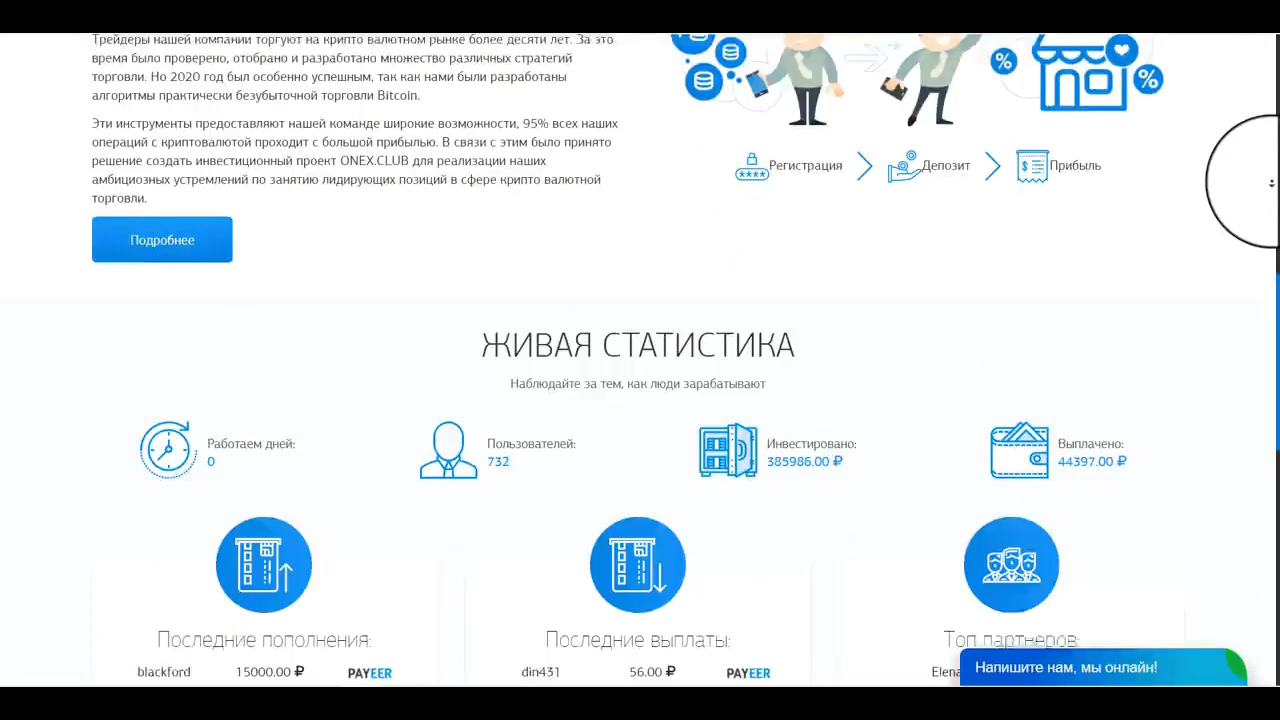 Трейдеры нашей компании торгуют на крипто валютном рынке более десяти лет. За это
время было проверено, отобрано и разработано множество различных стратегий
торговли. Но 2020 год был особенно успешным, так как нами были разработаны
алгоритмы практически безубыточной торговли Bitcoin.
Эти инструменты предоставляют нашей команде широкие возможности, 95% всех наших
операций с криптовалютой проходит с большой прибылью. В связи с этим было принято
решение создать инвестиционный проект ONEX.CLUB для реализации наших
амбициозных устремлений по занятию лидирующих позиций в сфере крипто валютной
торговли.
Подробнее
% %
**** Регистрация Депозит $ Прибыль
ЖИВАЯ СТАТИСТИКА
Наблюдайте за тем, как люди зарабатывают
Работаем дней:
0
Пользователей:
732
Инвестировано:
385986.00 ₽
Выплачено:
44397.00 ₽
Последние пополнения:
blackford 15000.00 ₽ PAYEER
Последние выплаты:
din431 56.00 ₽ PAYEER
Топ партнеров:
Elena
Напишите нам, мы онлайн!